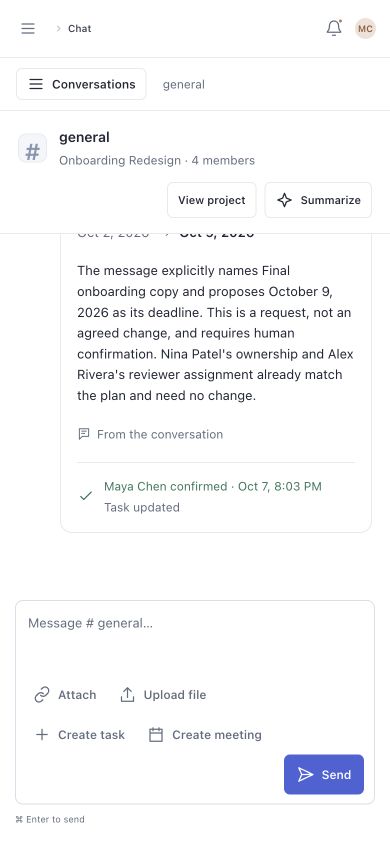 Chat
MC
Conversations
general
#
general
Onboarding Redesign · 4 members
View project
Summarize
Oct 2, 2026 → Oct 9, 2026
The message explicitly names Final
onboarding copy and proposes October 9,
2026 as its deadline. This is a request, not an
agreed change, and requires human
confirmation. Nina Patel's ownership and Alex
Rivera's reviewer assignment already match
the plan and need no change.
From the conversation
Maya Chen confirmed · Oct 7, 8:03 PM
Task updated
Message # general...
Attach
Upload file
Create task
Create meeting
Send
⌘ Enter to send